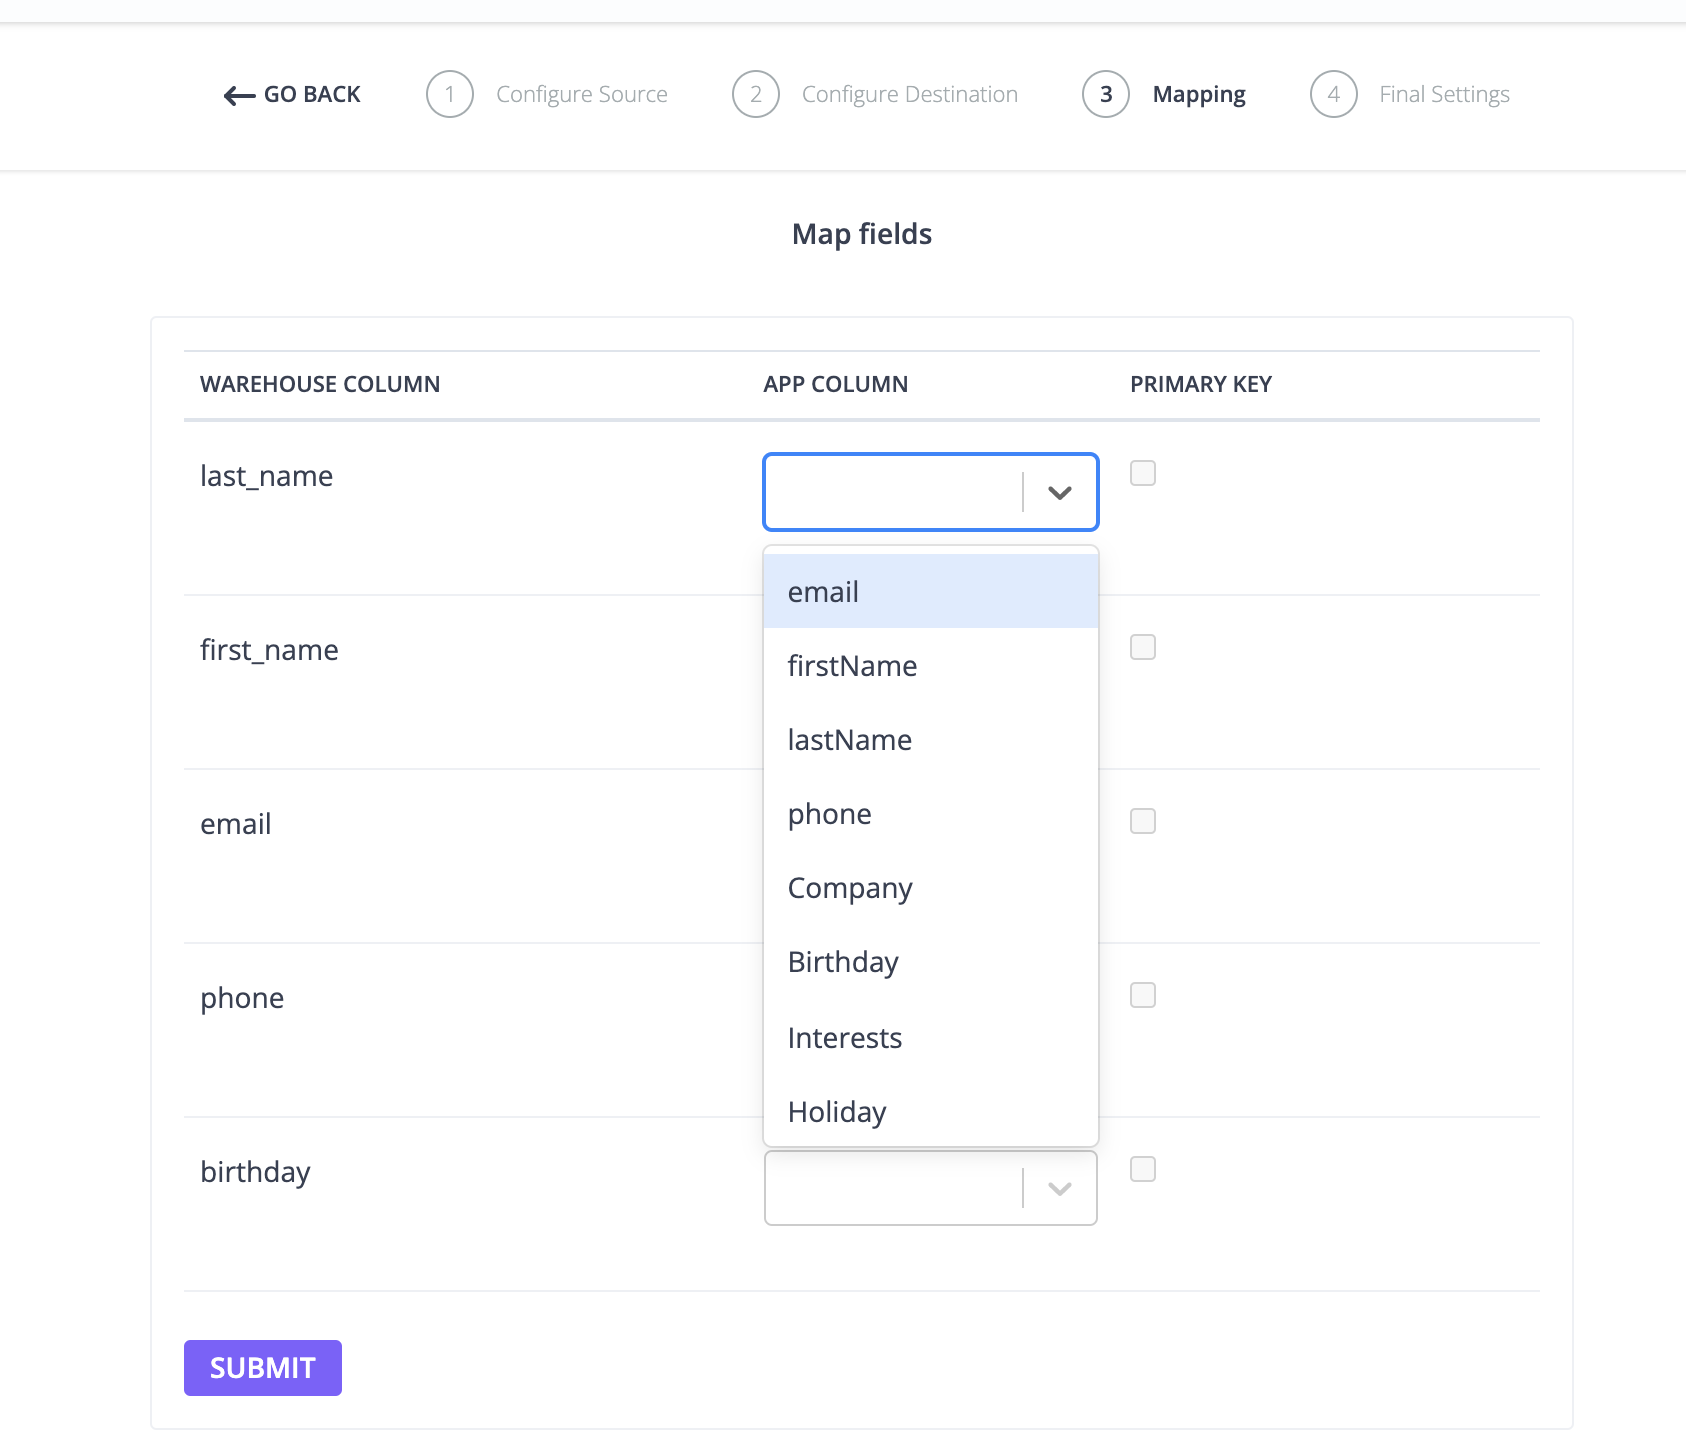 GO BACK
1 Configure Source
2 Configure Destination
3 Mapping
4 Final Settings
Map fields
WAREHOUSE COLUMN APP COLUMN PRIMARY KEY
last_name
email
firstName
lastName
phone
Company
Birthday
Interests
Holiday
first_name
email
phone
birthday
SUBMIT